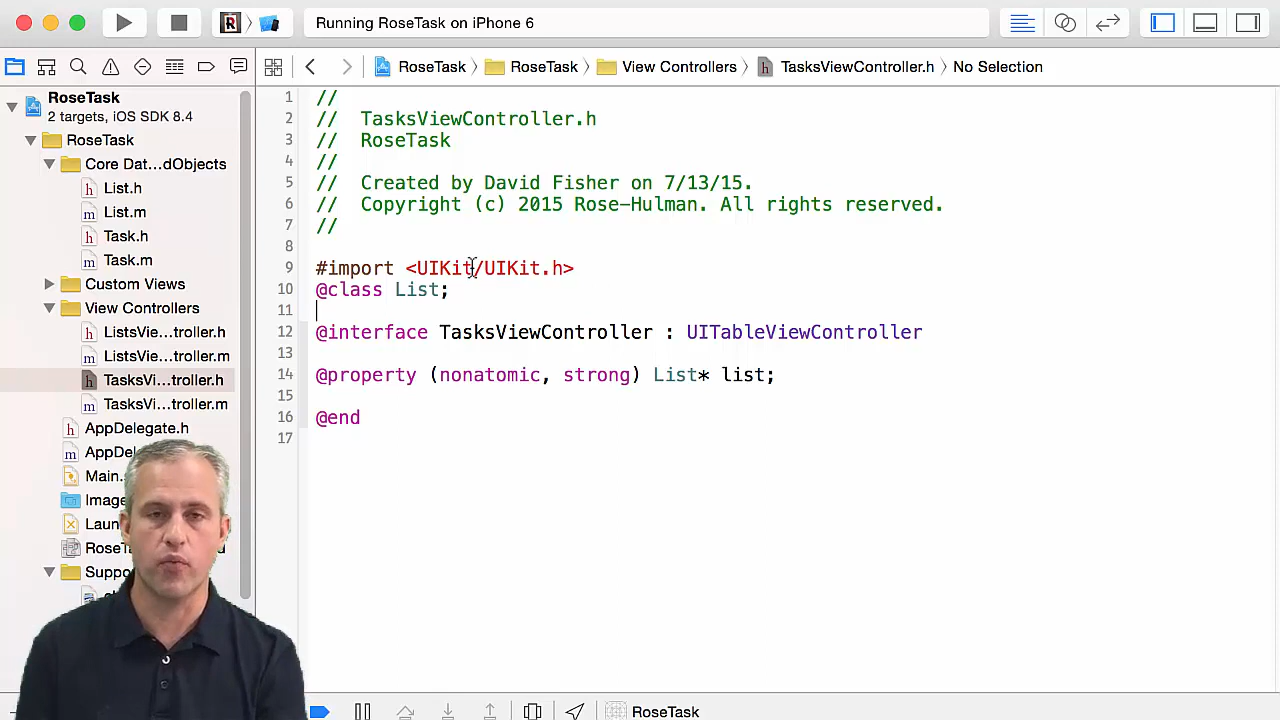 Running RoseTask on iPhone 6
RoseTask
RoseTask
View Controllers
TasksViewController.h
No Selection
RoseTask
2 targets, iOS SDK 8.4
RoseTask
Core Dat...dObjects
h List.h
m List.m
h Task.h
m Task.m
Custom Views
View Controllers
h ListsVie...troller.h
m ListsVie...troller.m
h TasksVi...troller.h
m TasksVi...troller.m
h AppDelegate.h
m AppDel
Main.
Image
Laun
RoseTa
Suppo
1 //
2 // TasksViewController.h
3 // RoseTask
4 //
5 // Created by David Fisher on 7/13/15.
6 // Copyright (c) 2015 Rose-Hulman. All rights reserved.
7 //
8
9 #import <UIKit/UIKit.h>
10 @class List;
11
12 @interface TasksViewController : UITableViewController
13
14 @property (nonatomic, strong) List* list;
15
16 @end
17
RoseTask